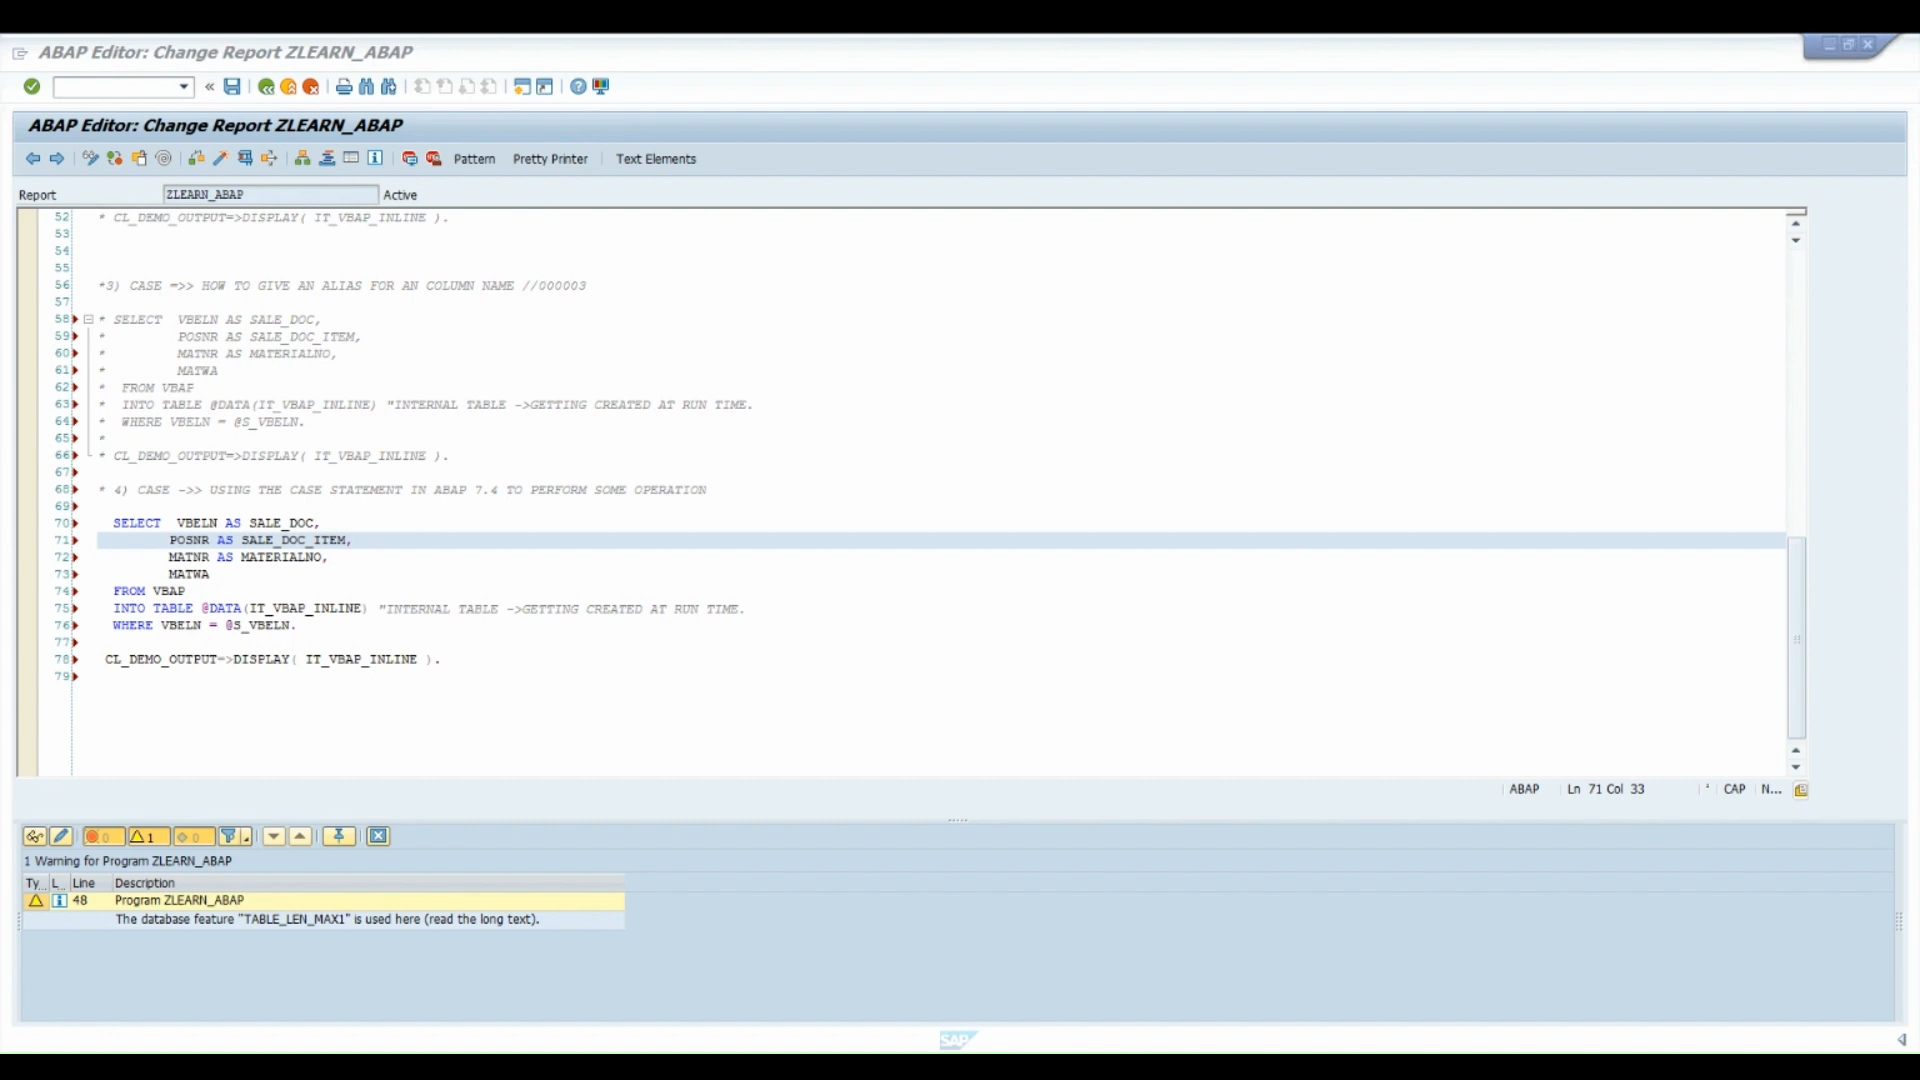 ABAP Editor: Change Report ZLEARN_ABAP
ABAP Editor: Change Report ZLEARN_ABAP
Pattern Pretty Printer Text Elements
Report ZLEARN_ABAP Active
52 * CL_DEMO_OUTPUT=>DISPLAY( IT_VBAP_INLINE ).
53
54
55
56 *3) CASE =>> HOW TO GIVE AN ALIAS FOR AN COLUMN NAME //000003
57
58 * SELECT VBELN AS SALE_DOC,
59 * POSNR AS SALE_DOC_ITEM,
60 * MATNR AS MATERIALNO,
61 * MATWA
62 * FROM VBAP
63 * INTO TABLE @DATA(IT_VBAP_INLINE) "INTERNAL TABLE ->GETTING CREATED AT RUN TIME.
64 * WHERE VBELN = @S_VBELN.
65 *
66 * CL_DEMO_OUTPUT=>DISPLAY( IT_VBAP_INLINE ).
67
68 * 4) CASE ->> USING THE CASE STATEMENT IN ABAP 7.4 TO PERFORM SOME OPERATION
69
70 SELECT VBELN AS SALE_DOC,
71 POSNR AS SALE_DOC_ITEM,
72 MATNR AS MATERIALNO,
73 MATWA
74 FROM VBAP
75 INTO TABLE @DATA(IT_VBAP_INLINE) "INTERNAL TABLE ->GETTING CREATED AT RUN TIME.
76 WHERE VBELN = @S_VBELN.
77
78 CL_DEMO_OUTPUT=>DISPLAY( IT_VBAP_INLINE ).
79
ABAP Ln 71 Col 33 CAP N...
0 1 0
1 Warning for Program ZLEARN_ABAP
Ty... L... Line Description
48 Program ZLEARN_ABAP
The database feature "TABLE_LEN_MAX1" is used here (read the long text).
SAP